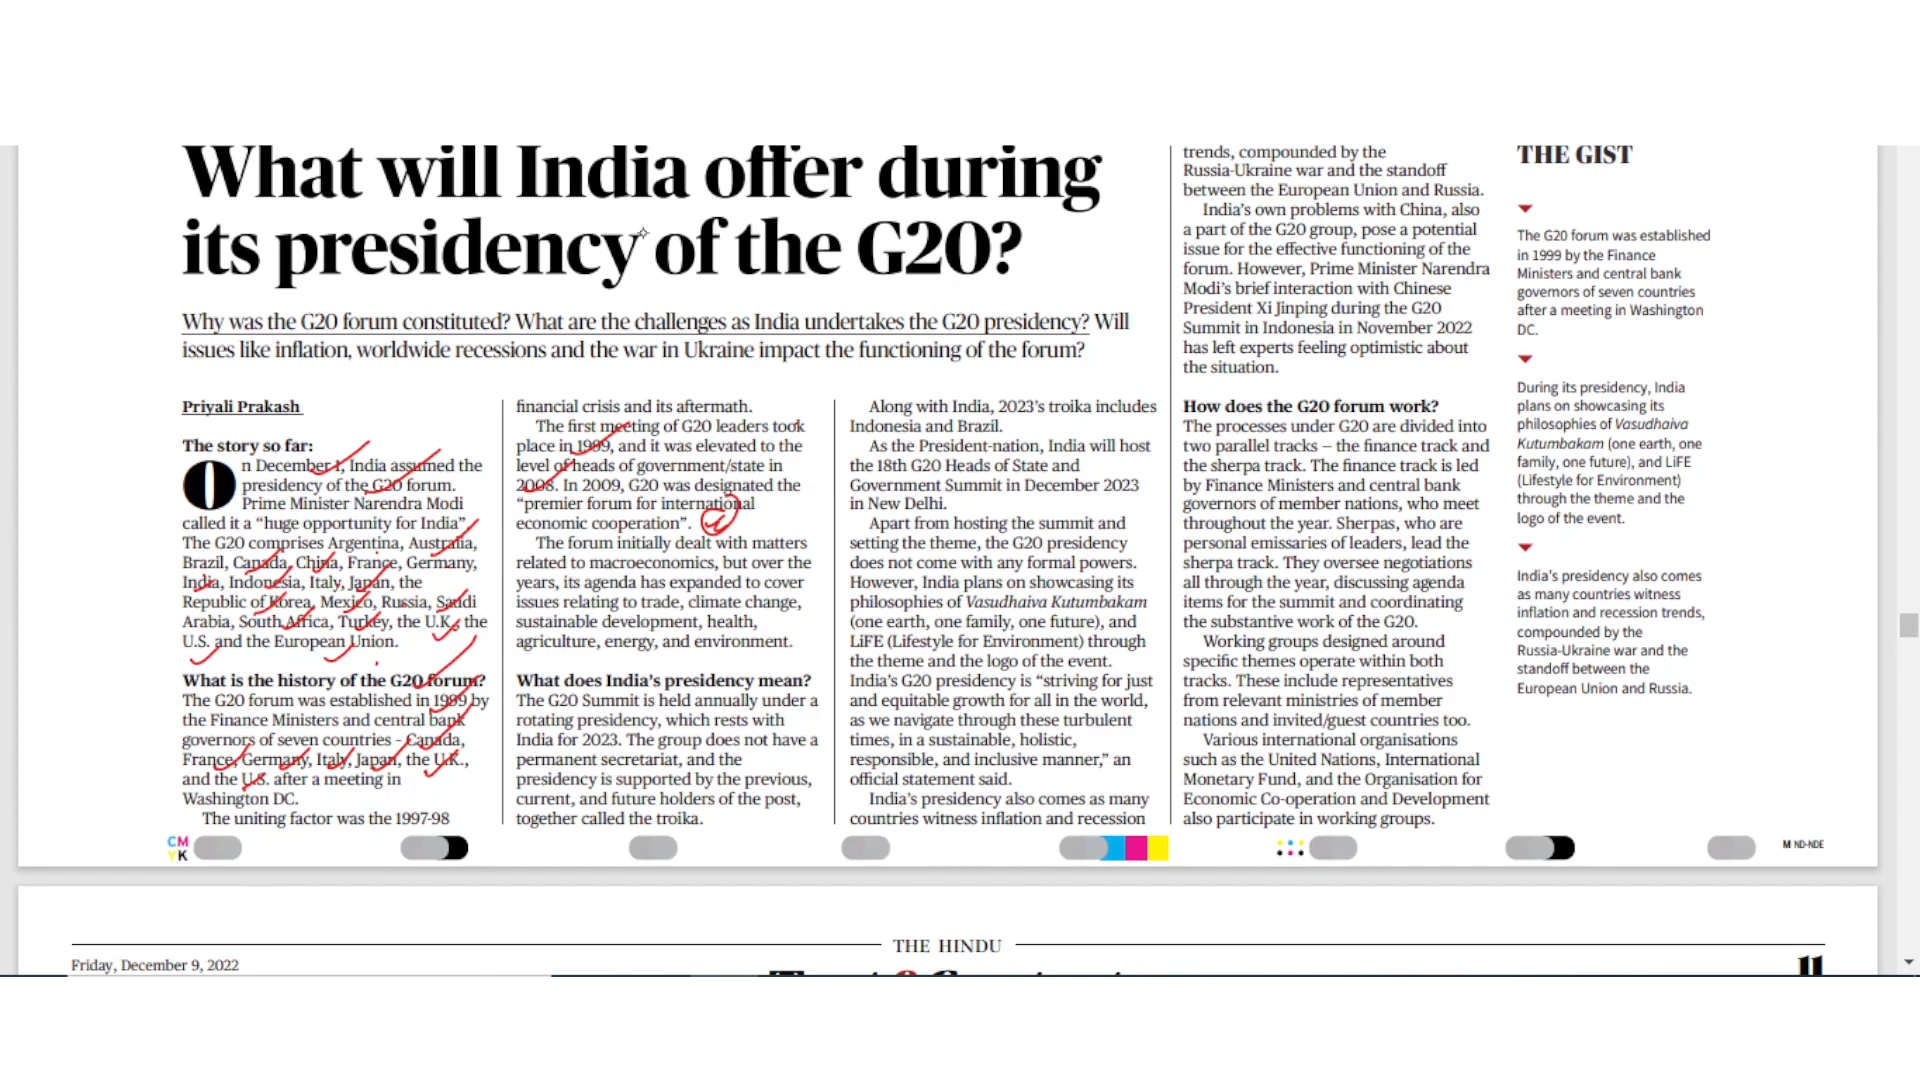 What will India offer during
its presidency of the G20?
Why was the G20 forum constituted? What are the challenges as India undertakes the G20 presidency? Will
issues like inflation, worldwide recessions and the war in Ukraine impact the functioning of the forum?
Priyali Prakash
The story so far:
On December 1, India assumed the
presidency of the G20 forum.
Prime Minister Narendra Modi
called it a “huge opportunity for India”.
The G20 comprises Argentina, Australia,
Brazil, Canada, China, France, Germany,
India, Indonesia, Italy, Japan, the
Republic of Korea, Mexico, Russia, Saudi
Arabia, South Africa, Turkey, the U.K., the
U.S. and the European Union.
What is the history of the G20 forum?
The G20 forum was established in 1999 by
the Finance Ministers and central bank
governors of seven countries - Canada,
France, Germany, Italy, Japan, the U.K.,
and the U.S. after a meeting in
Washington DC.
The uniting factor was the 1997-98
financial crisis and its aftermath.
The first meeting of G20 leaders took
place in 1999, and it was elevated to the
level of heads of government/state in
2008. In 2009, G20 was designated the
“premier forum for international
economic cooperation”.
The forum initially dealt with matters
related to macroeconomics, but over the
years, its agenda has expanded to cover
issues relating to trade, climate change,
sustainable development, health,
agriculture, energy, and environment.
What does India’s presidency mean?
The G20 Summit is held annually under a
rotating presidency, which rests with
India for 2023. The group does not have a
permanent secretariat, and the
presidency is supported by the previous,
current, and future holders of the post,
together called the troika.
Along with India, 2023’s troika includes
Indonesia and Brazil.
As the President-nation, India will host
the 18th G20 Heads of State and
Government Summit in December 2023
in New Delhi.
Apart from hosting the summit and
setting the theme, the G20 presidency
does not come with any formal powers.
However, India plans on showcasing its
philosophies of Vasudhaiva Kutumbakam
(one earth, one family, one future), and
LiFE (Lifestyle for Environment) through
the theme and the logo of the event.
India’s G20 presidency is “striving for just
and equitable growth for all in the world,
as we navigate through these turbulent
times, in a sustainable, holistic,
responsible, and inclusive manner,” an
official statement said.
India’s presidency also comes as many
countries witness inflation and recession
trends, compounded by the
Russia-Ukraine war and the standoff
between the European Union and Russia.
India’s own problems with China, also
a part of the G20 group, pose a potential
issue for the effective functioning of the
forum. However, Prime Minister Narendra
Modi’s brief interaction with Chinese
President Xi Jinping during the G20
Summit in Indonesia in November 2022
has left experts feeling optimistic about
the situation.
How does the G20 forum work?
The processes under G20 are divided into
two parallel tracks – the finance track and
the sherpa track. The finance track is led
by Finance Ministers and central bank
governors of member nations, who meet
throughout the year. Sherpas, who are
personal emissaries of leaders, lead the
sherpa track. They oversee negotiations
all through the year, discussing agenda
items for the summit and coordinating
the substantive work of the G20.
Working groups designed around
specific themes operate within both
tracks. These include representatives
from relevant ministries of member
nations and invited/guest countries too.
Various international organisations
such as the United Nations, International
Monetary Fund, and the Organisation for
Economic Co-operation and Development
also participate in working groups.
THE GIST
The G20 forum was established
in 1999 by the Finance
Ministers and central bank
governors of seven countries
after a meeting in Washington
DC.
During its presidency, India
plans on showcasing its
philosophies of Vasudhaiva
Kutumbakam (one earth, one
family, one future), and LiFE
(Lifestyle for Environment)
through the theme and the
logo of the event.
India’s presidency also comes
as many countries witness
inflation and recession trends,
compounded by the
Russia-Ukraine war and the
standoff between the
European Union and Russia.
CM
YK
M ND-NDE
THE HINDU
Friday, December 9, 2022
11